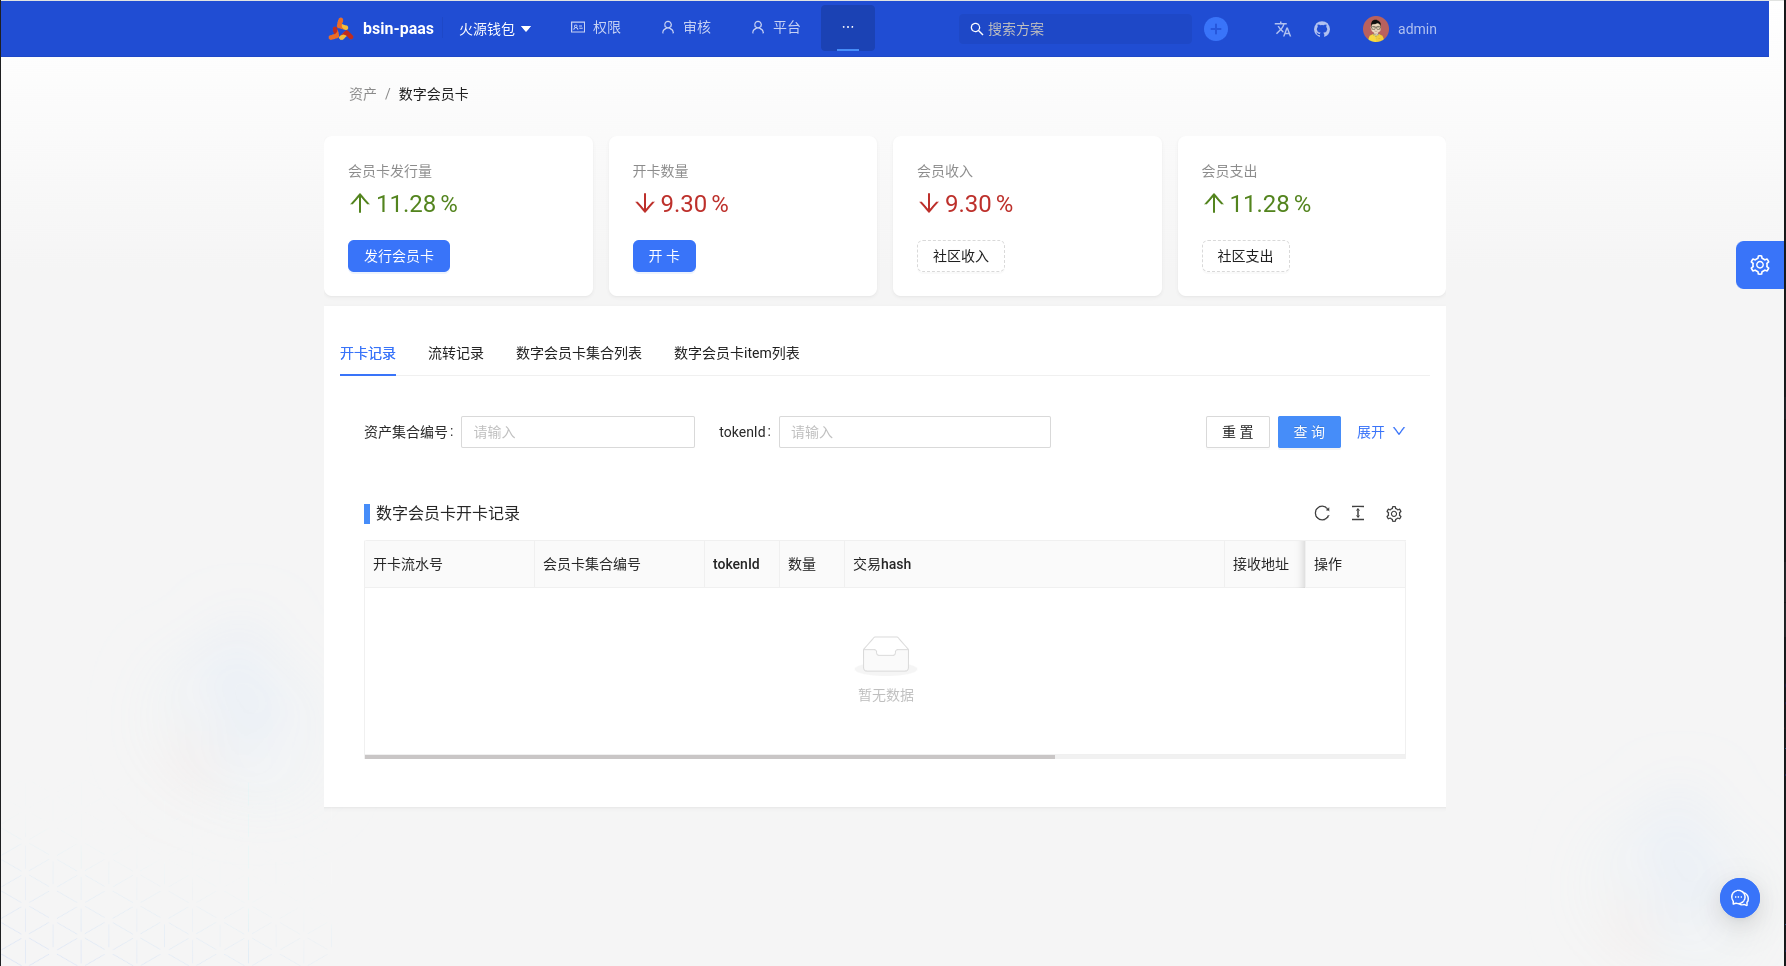 bsin-paas 火源钱包 权限 审核 平台 ··· 搜索方案 admin
资产 / 数字会员卡
会员卡发行量 开卡数量 会员收入 会员支出
11.28 % 9.30 % 9.30 % 11.28 %
发行会员卡 开 卡 社区收入 社区支出
开卡记录 流转记录 数字会员卡集合列表 数字会员卡item列表
资产集合编号: 请输入 tokenId: 请输入 重 置 查 询 展开
数字会员卡开卡记录
开卡流水号 会员卡集合编号 tokenId 数量 交易hash 接收地址 操作
暂无数据